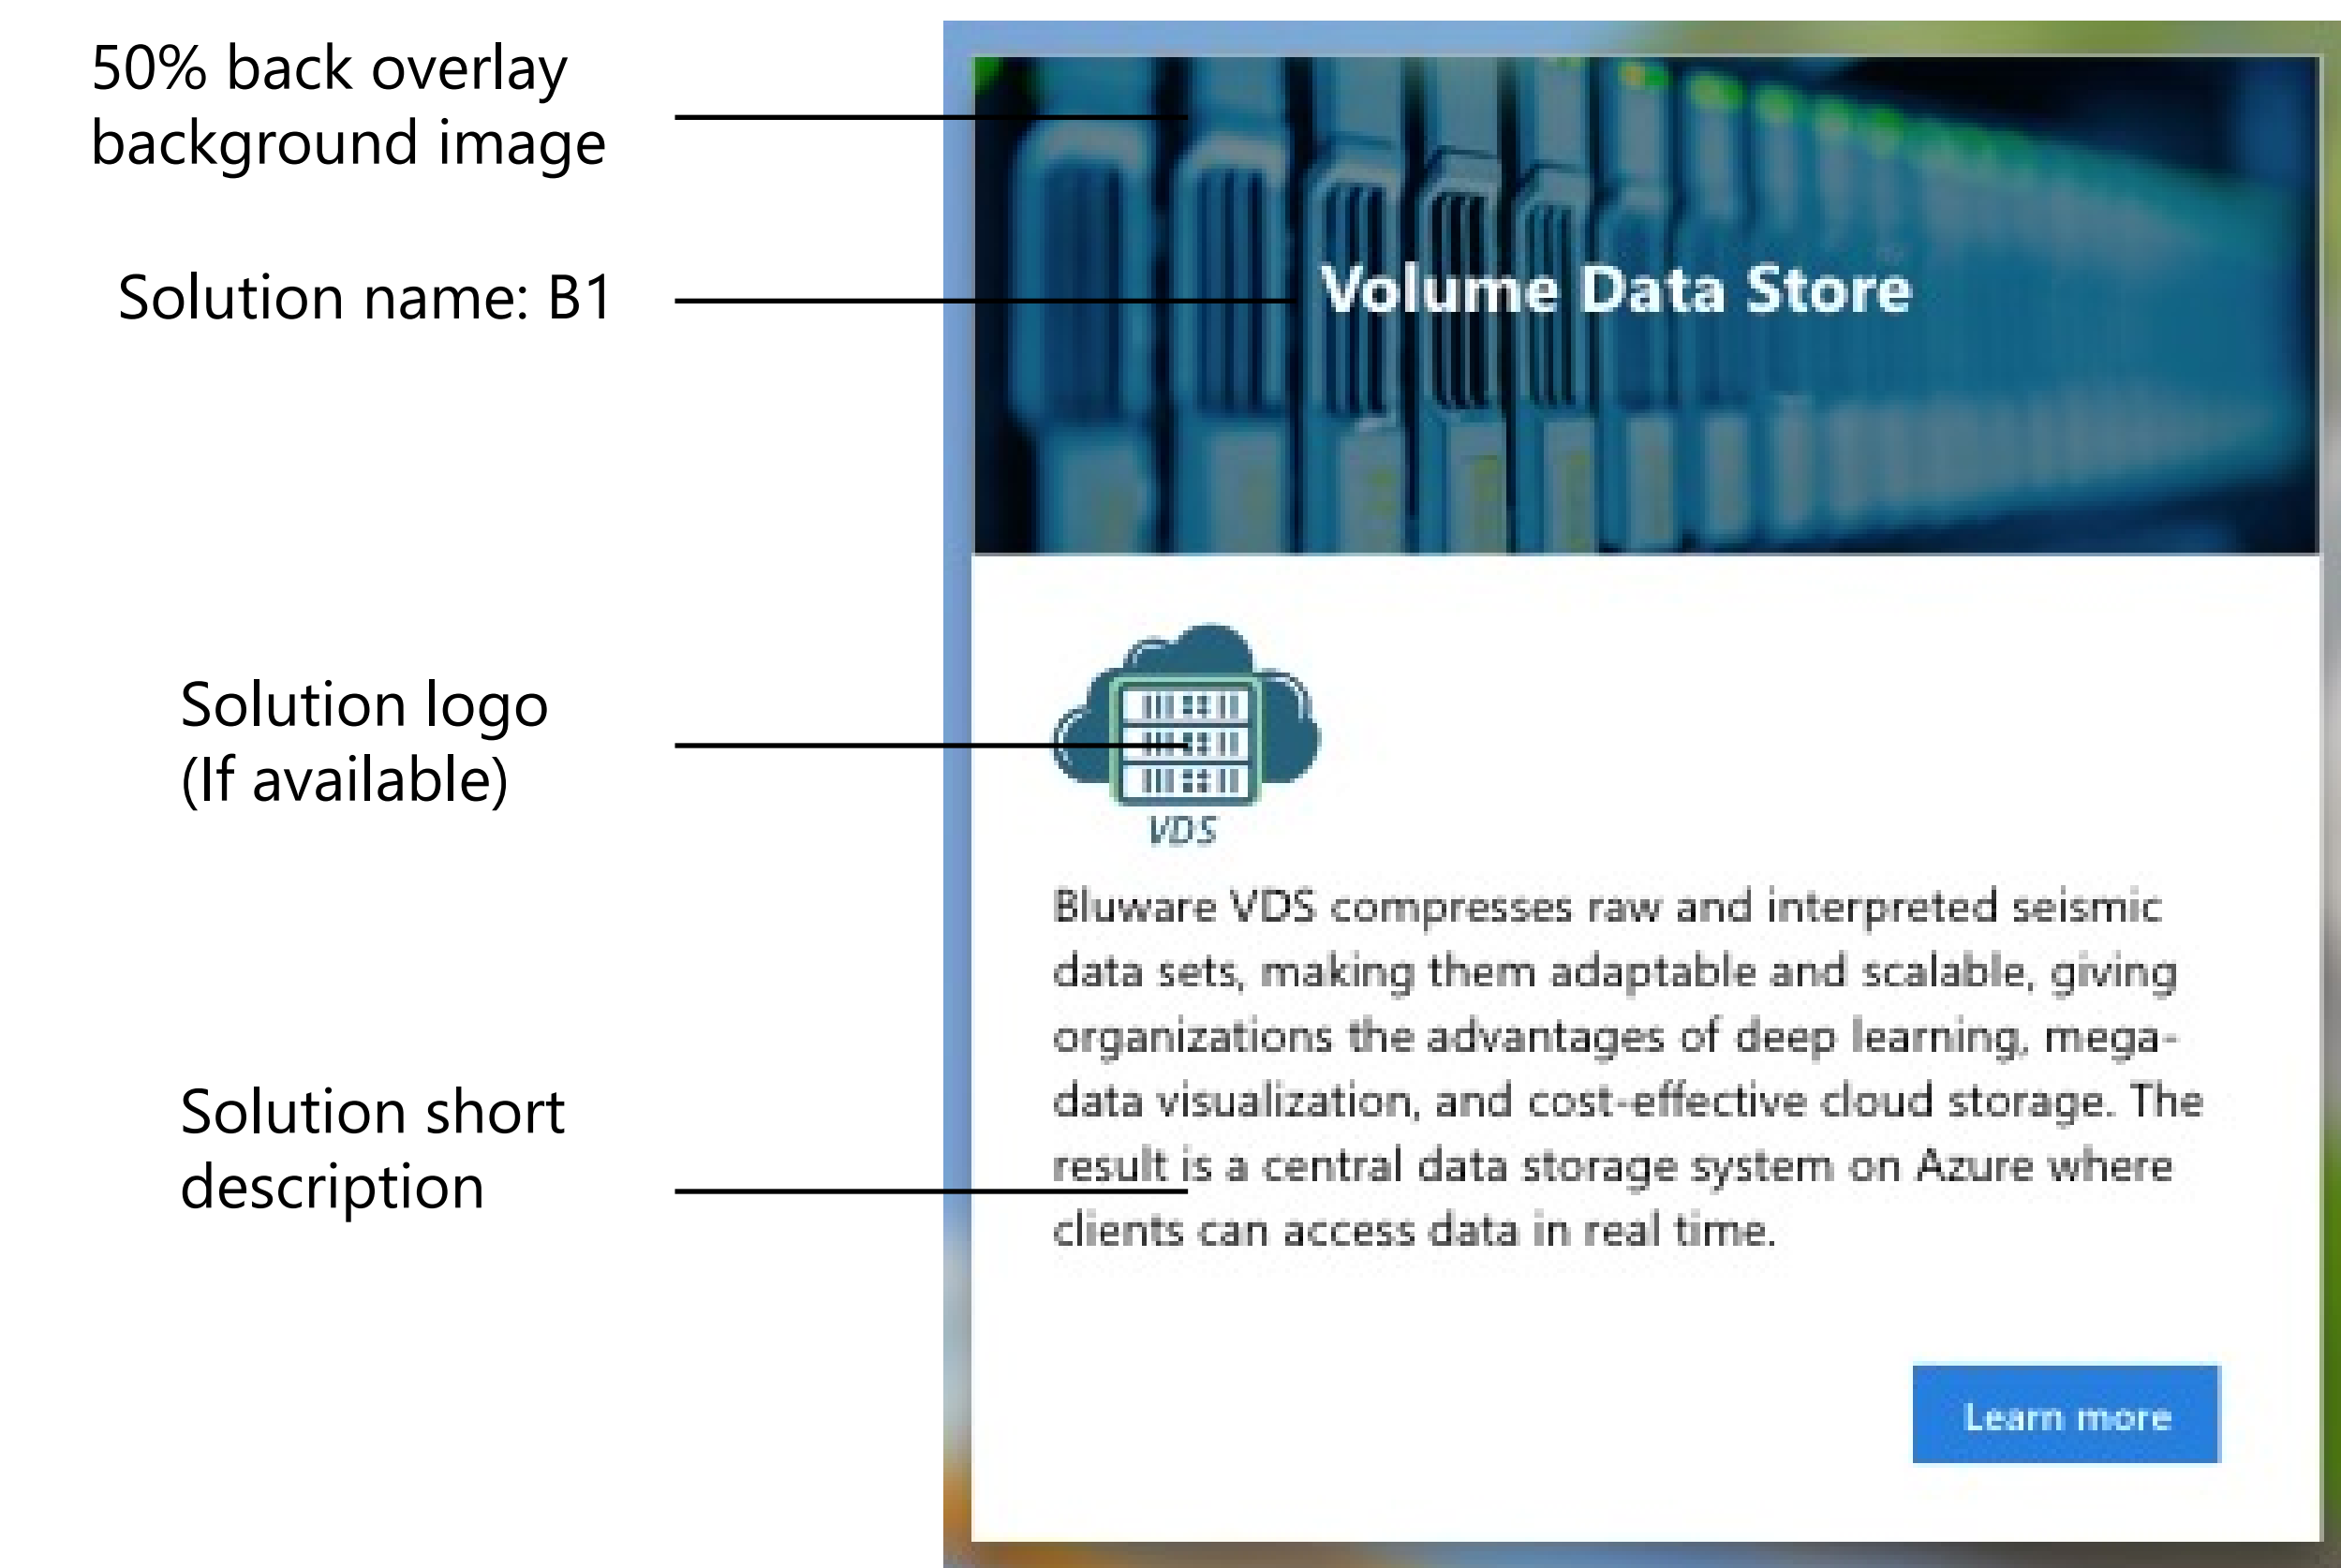 50% back overlay
background image
Solution name: B1
Volume Data Store
Solution logo
(If available)
VDS
Bluware VDS compresses raw and interpreted seismic
data sets, making them adaptable and scalable, giving
organizations the advantages of deep learning, mega-
data visualization, and cost-effective cloud storage. The
result is a central data storage system on Azure where
clients can access data in real time.
Solution short
description
Learn more